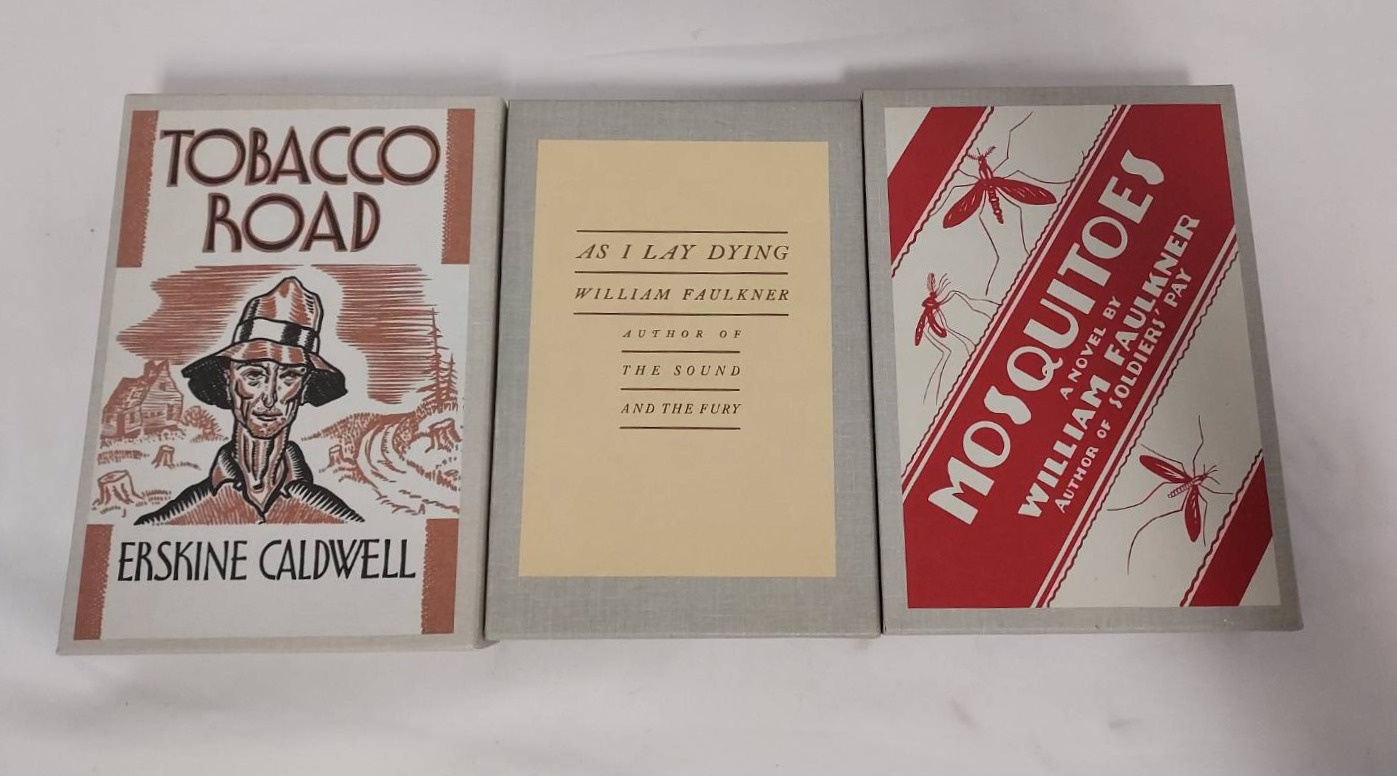 TOBACCO
ROAD
ERSKINE CALDWELL
AS I LAY DYING
WILLIAM FAULKNER
AUTHOR OF
THE SOUND
AND THE FURY
MOSQUITOES
A NOVEL BY
WILLIAM FAULKNER
AUTHOR OF SOLDIERS' PAY